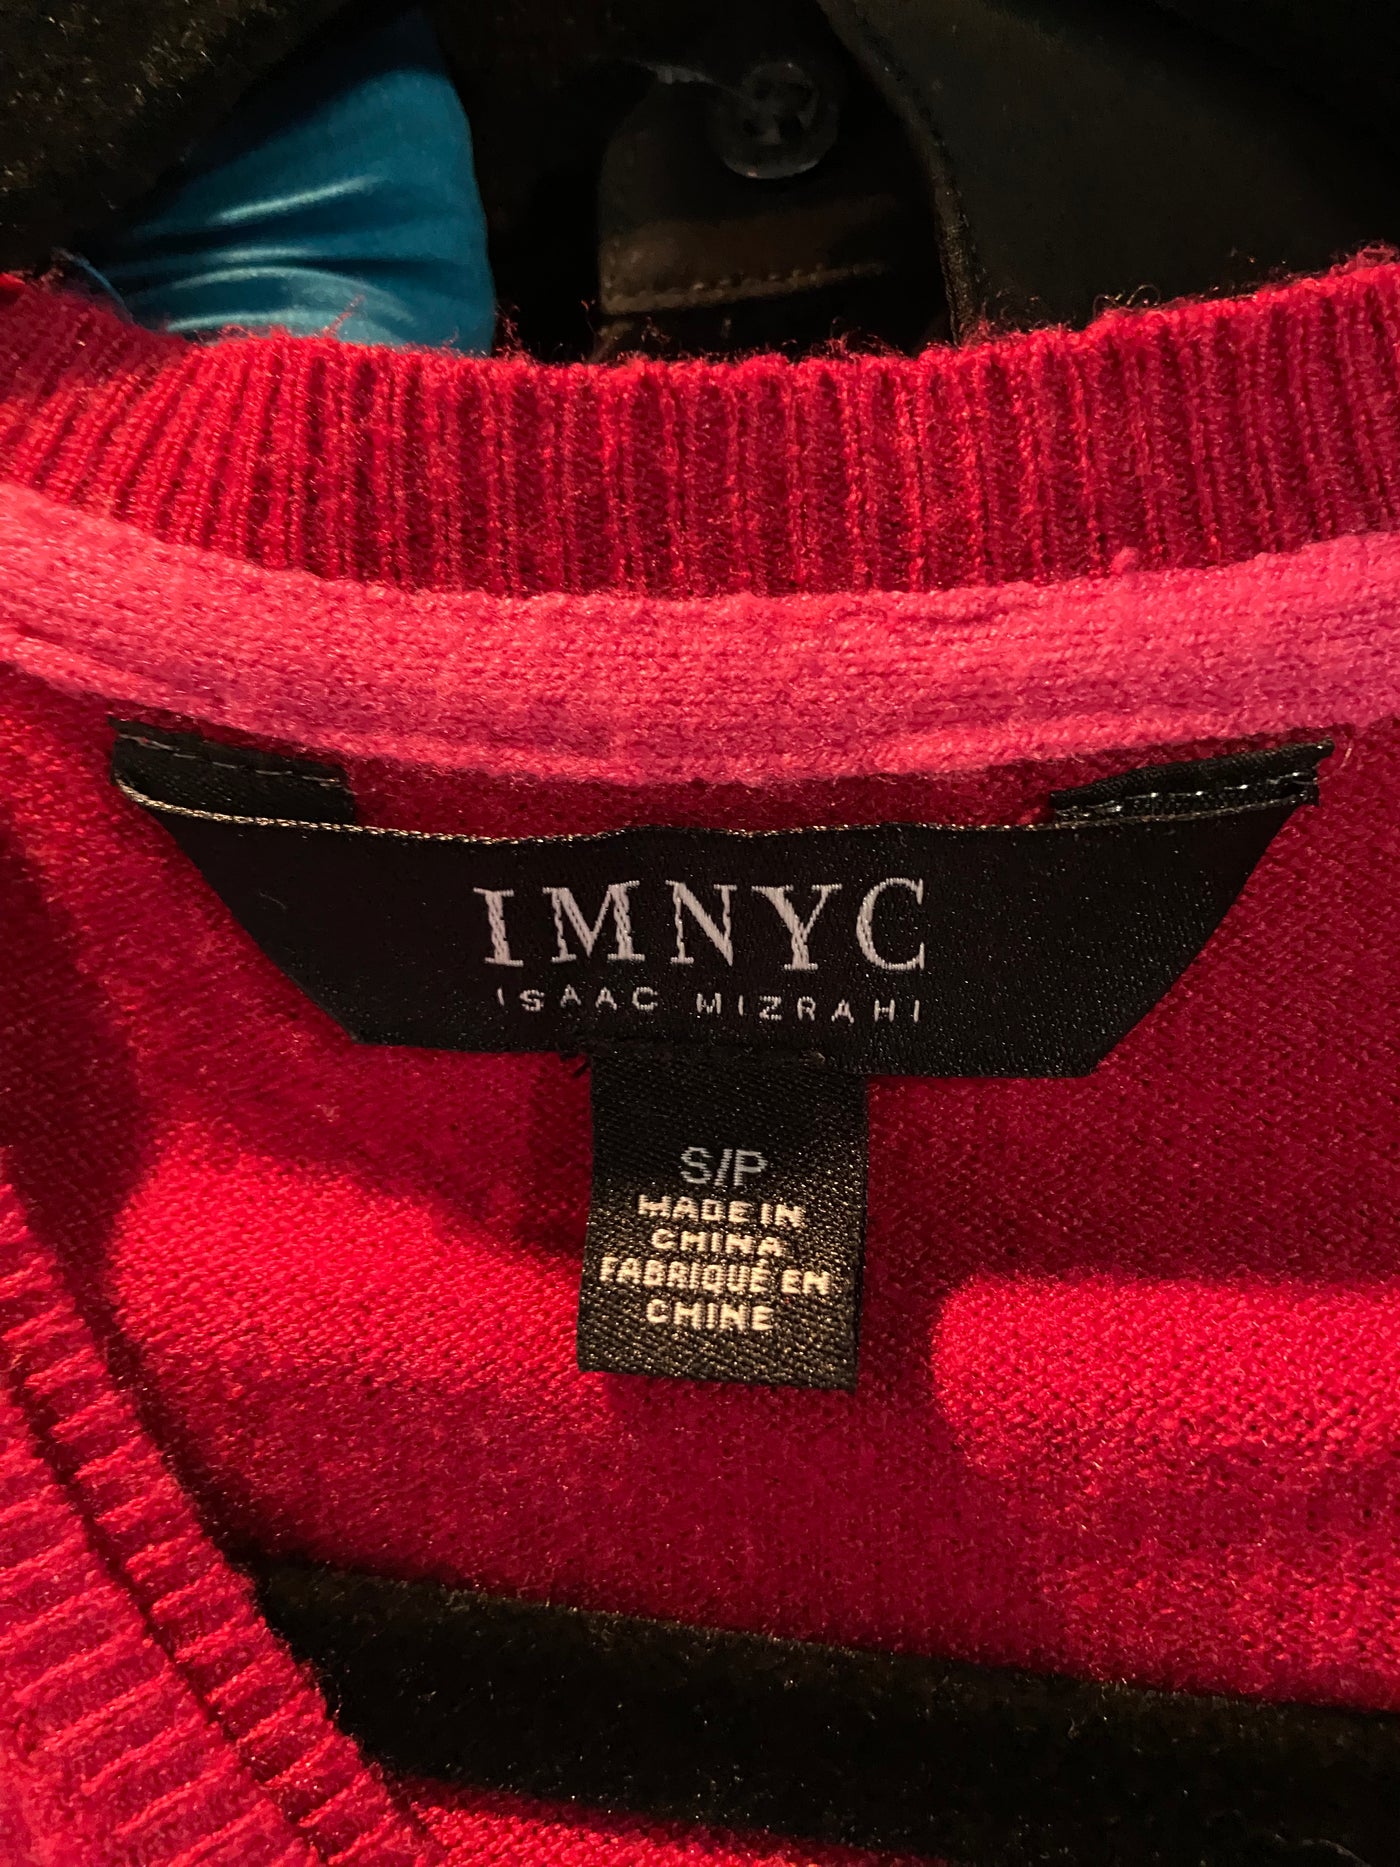 IMNYC
ISAAC MIZRAHI
S/P
MADE IN
CHINA
FABRIQUÉ EN
CHINE